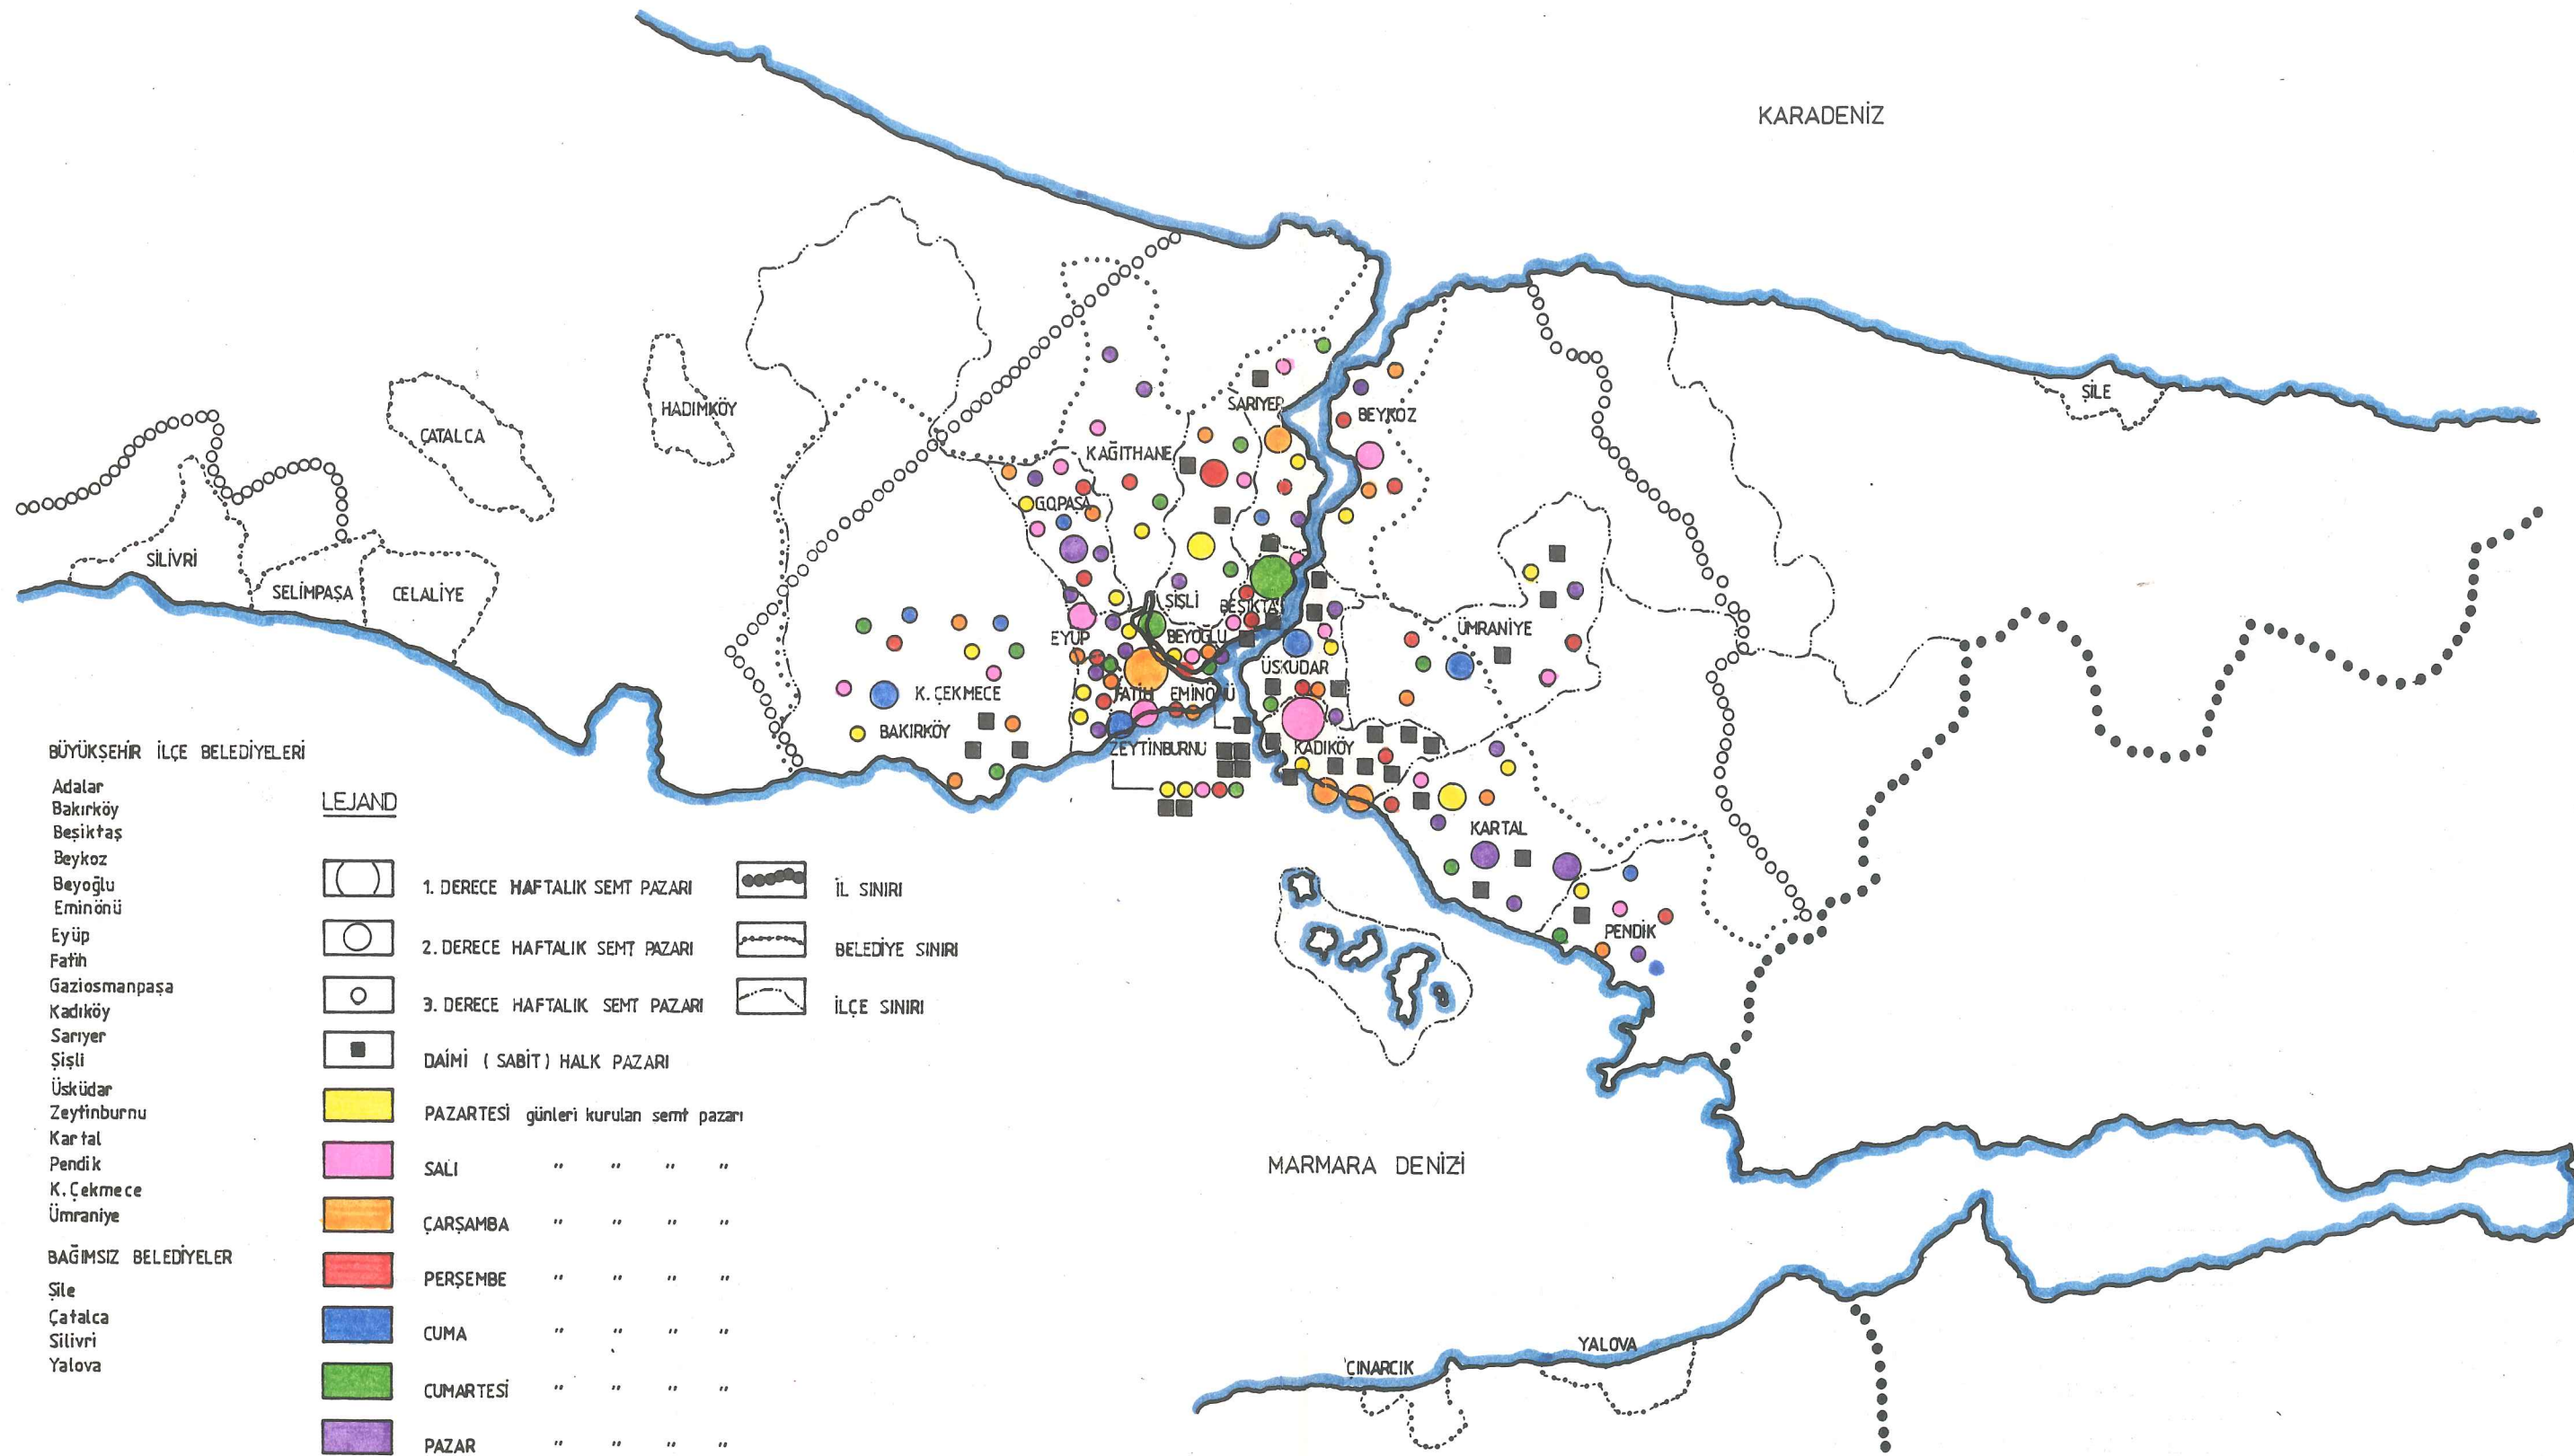 KARADENİZ
SARIYER
BEYKOZ
ŞİLE
HADIMKÖY
ÇATALCA
KAĞITHANE
G.O.PAŞA
SİLİVRİ
SELİMPAŞA
CELALİYE
ŞİŞLİ
BEŞİKTAŞ
ÜMRANİYE
EYÜP
BEYOĞLU
ÜSKÜDAR
K. ÇEKMECE
FATİH
EMİNÖNÜ
BAKIRKÖY
ZEYTİNBURNU
KADIKÖY
KARTAL
PENDİK
MARMARA DENİZİ
YALOVA
ÇINARCIK
BÜYÜKŞEHİR İLÇE BELEDİYELERİ
Adalar
Bakırköy
Beşiktaş
Beykoz
Beyoğlu
Eminönü
Eyüp
Fatih
Gaziosmanpaşa
Kadıköy
Sarıyer
Şişli
Üsküdar
Zeytinburnu
Kartal
Pendik
K. Çekmece
Ümraniye
BAĞIMSIZ BELEDİYELER
Şile
Çatalca
Silivri
Yalova
LEJAND
1. DERECE HAFTALIK SEMT PAZARI
2. DERECE HAFTALIK SEMT PAZARI
3. DERECE HAFTALIK SEMT PAZARI
DAİMİ ( SABİT ) HALK PAZARI
PAZARTESİ günleri kurulan semt pazarı
SALI " " " "
ÇARŞAMBA " " " "
PERŞEMBE " " " "
CUMA " " " "
CUMARTESİ " " " "
PAZAR " " " "
İL SINIRI
BELEDİYE SINIRI
İLÇE SINIRI